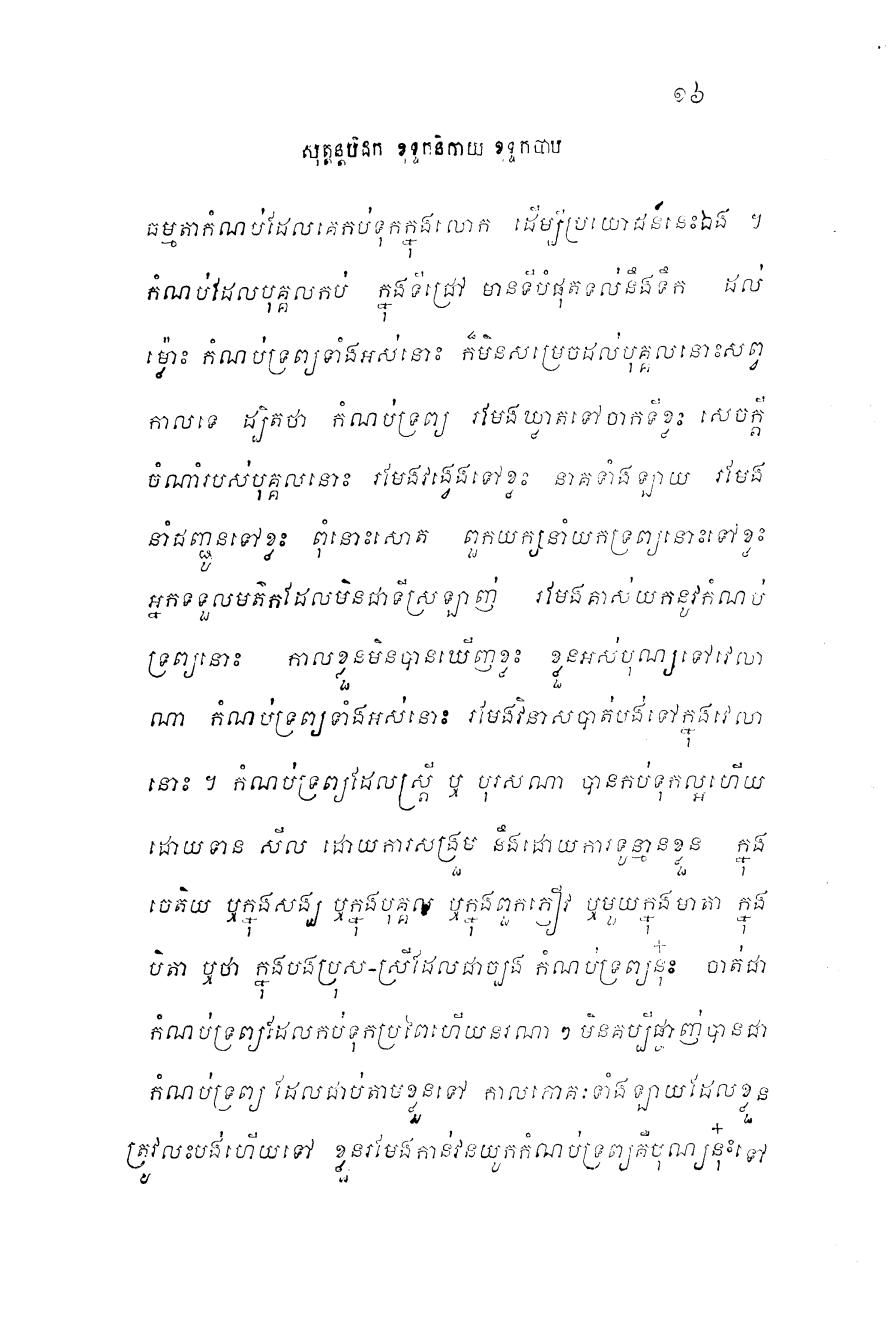 ១៦
សុត្តន្តបិដក ខុទ្ទកនិកាយ ខុទ្ទកបាឋ
ធម្មតាកំណប់ដែលគេកប់ទុកក្នុងលោក ដើម្បីប្រយោជន៍នេះឯង ។
កំណប់ដែលបុគ្គលកប់ ក្នុងទីជ្រៅ មានទីបំផុតទល់នឹងទឹក ដល់
ម៉្លោះ កំណប់ទ្រព្យទាំងអស់នោះ ក៏មិនសម្រេចដល់បុគ្គលនោះសព្វ
កាលទេ ដ្បិតថា កំណប់ទ្រព្យ រមែងឃ្លាតទៅចាកទីខ្លះ សេចក្តី
ចំណាំរបស់បុគ្គលនោះ រមែងវង្វេងទៅខ្លះ នាគទាំងឡាយ រមែង
នាំជញ្ជូនទៅខ្លះ ពុំនោះសោត ពួកយក្ខនាំយកទ្រព្យនោះទៅខ្លះ
អ្នកទទួលមត៌កដែលមិនជាទីស្រឡាញ់ រមែងគាស់យកនូវកំណប់
ទ្រព្យនោះ កាលខ្លួនមិនបានឃើញខ្លះ ខ្លួនអស់បុណ្យទៅវេលា
ណា កំណប់ទ្រព្យទាំងអស់នោះ រមែងវិនាសបាត់បង់ទៅក្នុងវេលា
នោះ ។ កំណប់ទ្រព្យដែលស្រ្តី ឬ បុរសណា បានកប់ទុកល្អហើយ
ដោយទាន សីល ដោយការសង្រួម នឹងដោយការទូន្មានខ្លួន ក្នុង
ចេតិយ ឬក្នុងសង្ឃ ឬក្នុងបុគ្គល ឬក្នុងពួកភ្ញៀវ ឬមួយក្នុងមាតា ក្នុង
បិតា ឬថា ក្នុងបងប្រុស-ស្រីដែលជាច្បង កំណប់ទ្រព្យនុ៎ះ ចាត់ជា
កំណប់ទ្រព្យដែលកប់ទុកប្រពៃហើយនរណា ៗ មិនគប្បីផ្ចាញ់បានជា
កំណប់ទ្រព្យ ដែលជាប់តាមខ្លួនទៅ កាលភោគៈទាំងឡាយដែលខ្លួន
ត្រូវលះបង់ហើយទៅ ខ្លួនរមែងកាន់វនយូកកំណប់ទ្រព្យគឺបុណ្យនុ៎ះទៅ